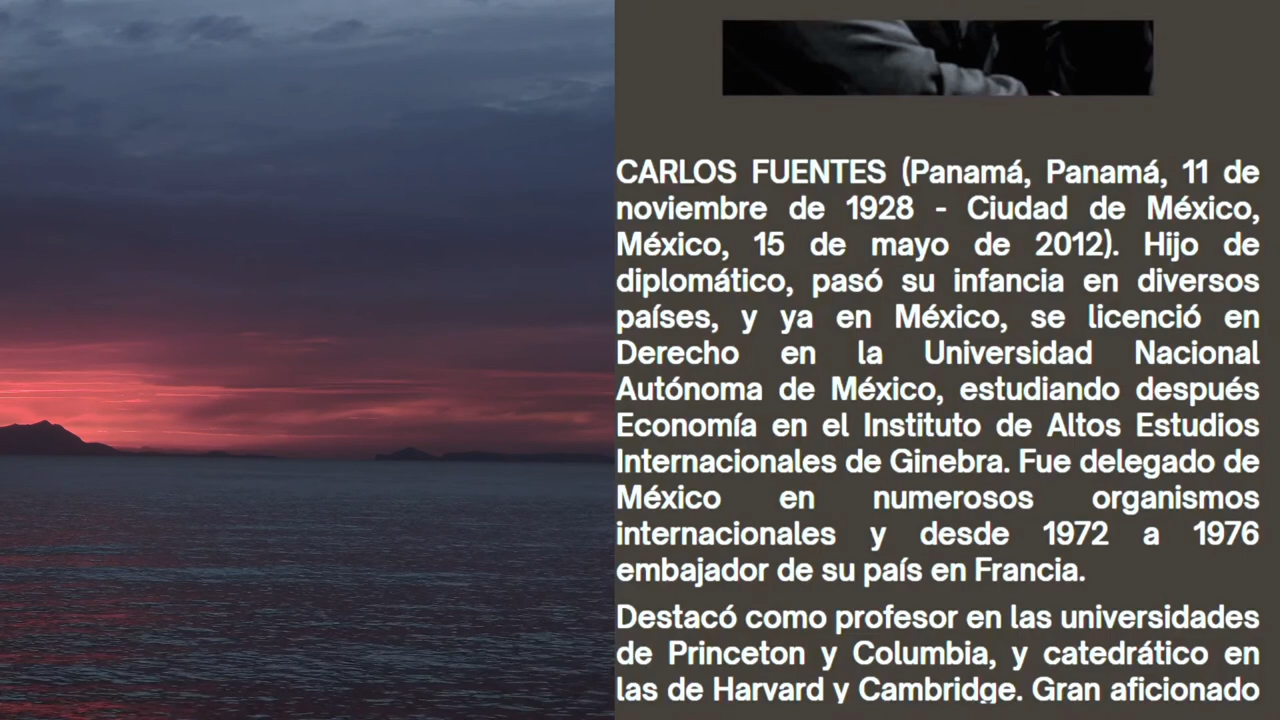 CARLOS FUENTES (Panamá, Panamá, 11 de
noviembre de 1928 - Ciudad de México,
México, 15 de mayo de 2012). Hijo de
diplomático, pasó su infancia en diversos
países, y ya en México, se licenció en
Derecho en la Universidad Nacional
Autónoma de México, estudiando después
Economía en el Instituto de Altos Estudios
Internacionales de Ginebra. Fue delegado de
México en numerosos organismos
internacionales y desde 1972 a 1976
embajador de su país en Francia.
Destacó como profesor en las universidades
de Princeton y Columbia, y catedrático en
las de Harvard y Cambridge. Gran aficionado